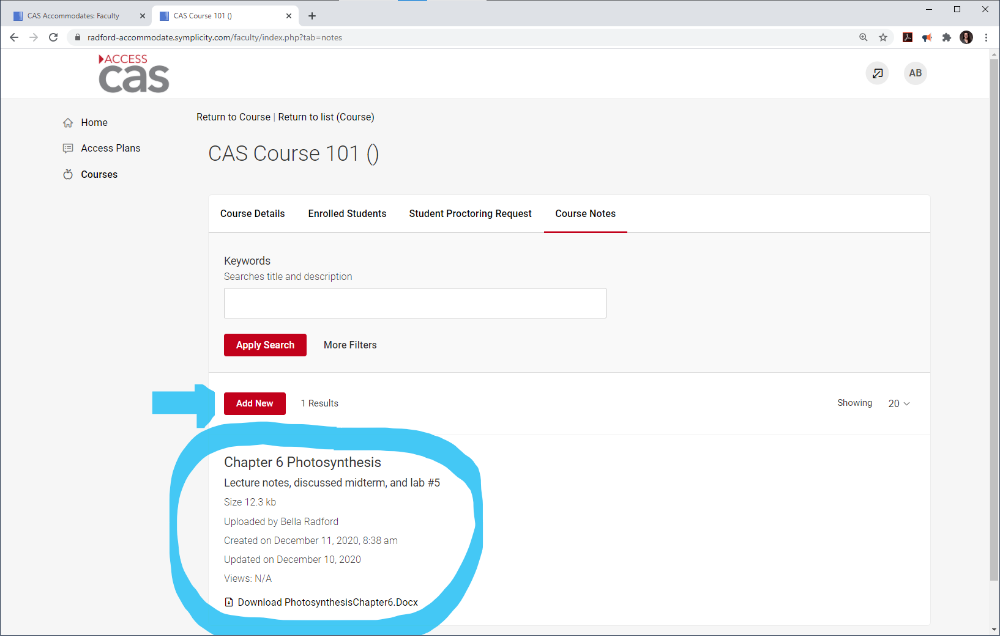 CAS Accommodates: Faculty
CAS Course 101 ()
radford-accommodate.symplicity.com/faculty/index.php?tab=notes
ACCESS
cas
AB
Home
Access Plans
Courses
Return to Course | Return to list (Course)
CAS Course 101 ()
Course Details Enrolled Students Student Proctoring Request Course Notes
Keywords
Searches title and description
Apply Search More Filters
Add New 1 Results Showing 20
Chapter 6 Photosynthesis
Lecture notes, discussed midterm, and lab #5
Size 12.3 kb
Uploaded by Bella Radford
Created on December 11, 2020, 8:38 am
Updated on December 10, 2020
Views: N/A
Download PhotosynthesisChapter6.Docx